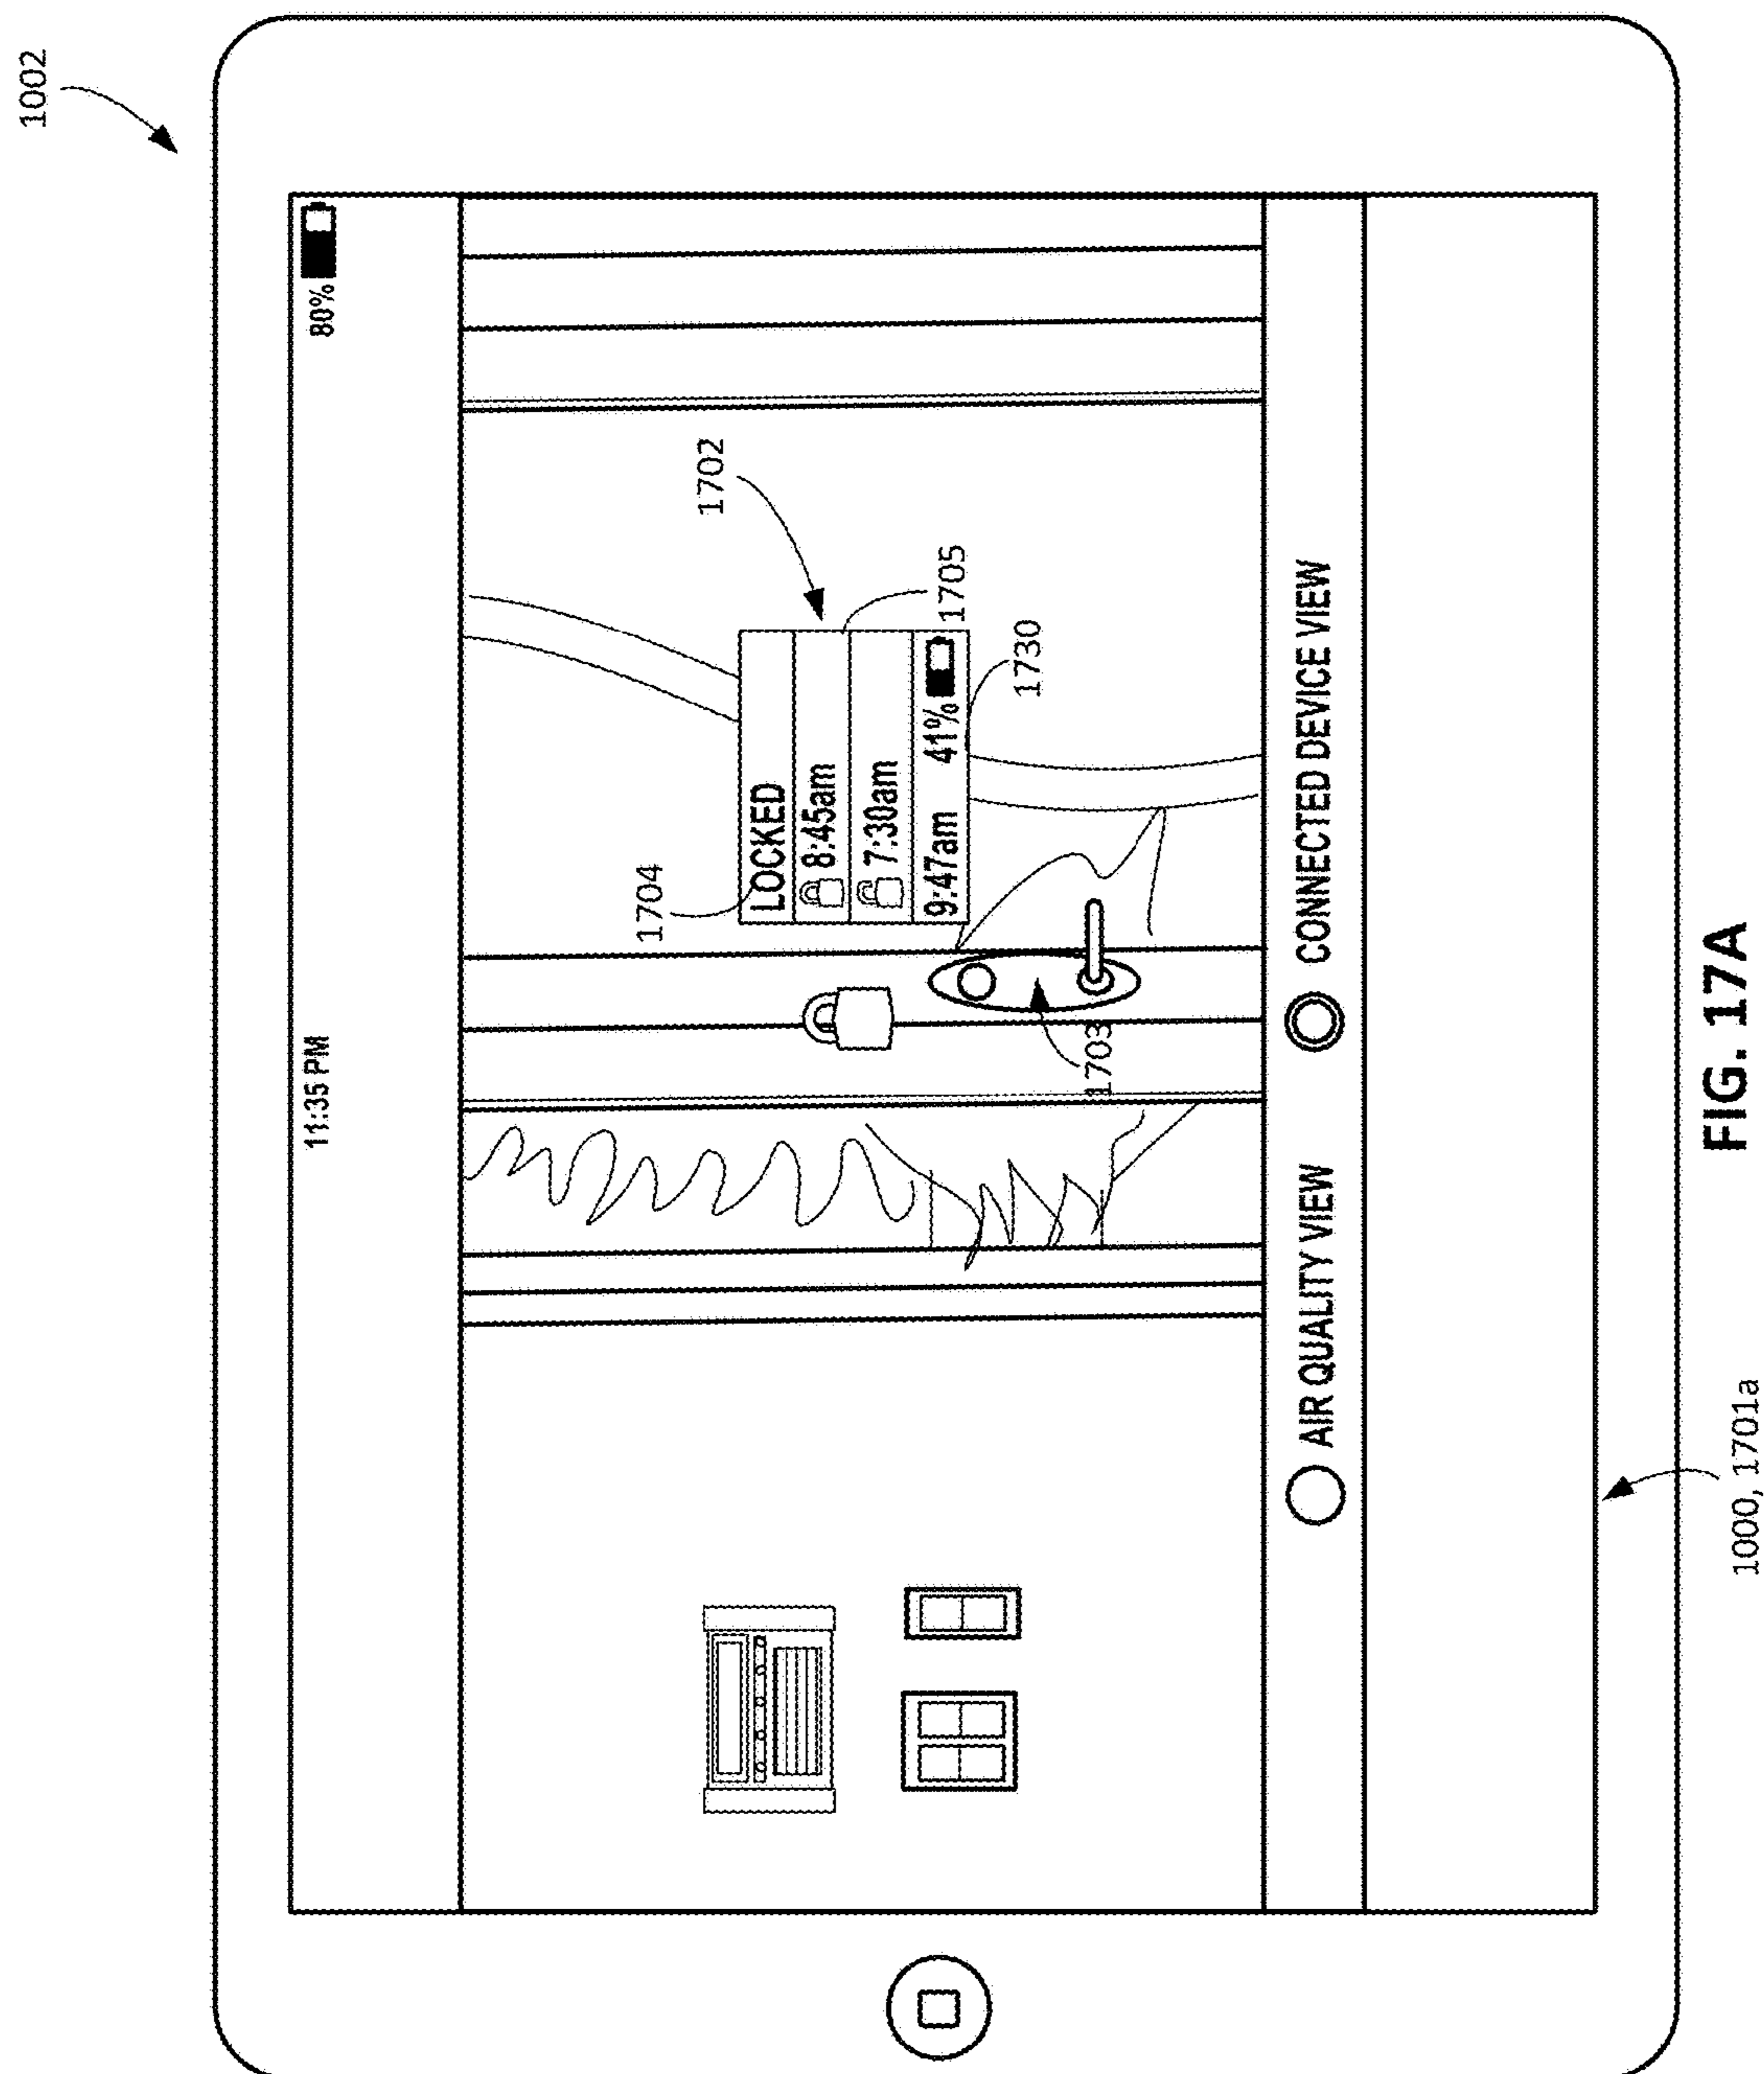 1002
11:35 PM
80%
1702
1704
LOCKED
8:45am
7:30am
9:47am 41%
1705
1730
1703
AIR QUALITY VIEW
CONNECTED DEVICE VIEW
1000, 1701a
FIG. 17A